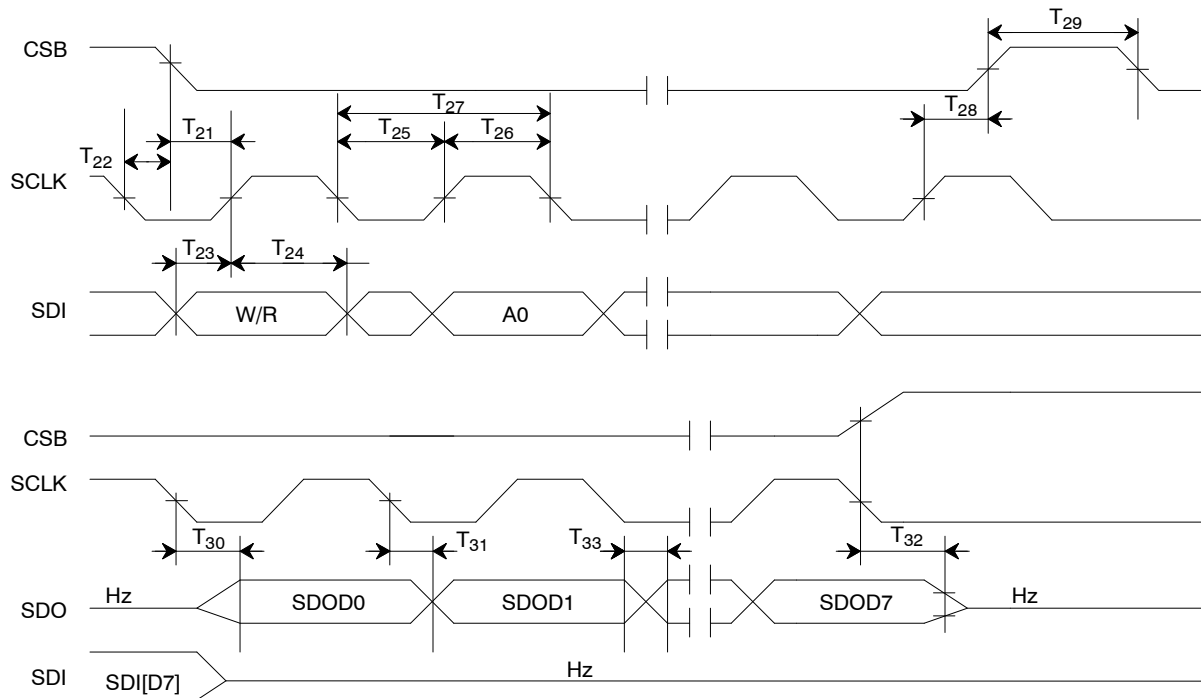 CSB
T29
T27
T28
T21
T25
T26
T22
SCLK
T23
T24
SDI
W/R
A0
CSB
SCLK
T30
T31
T33
T32
SDO
Hz
SDOD0
SDOD1
SDOD7
Hz
SDI
SDI[D7]
Hz